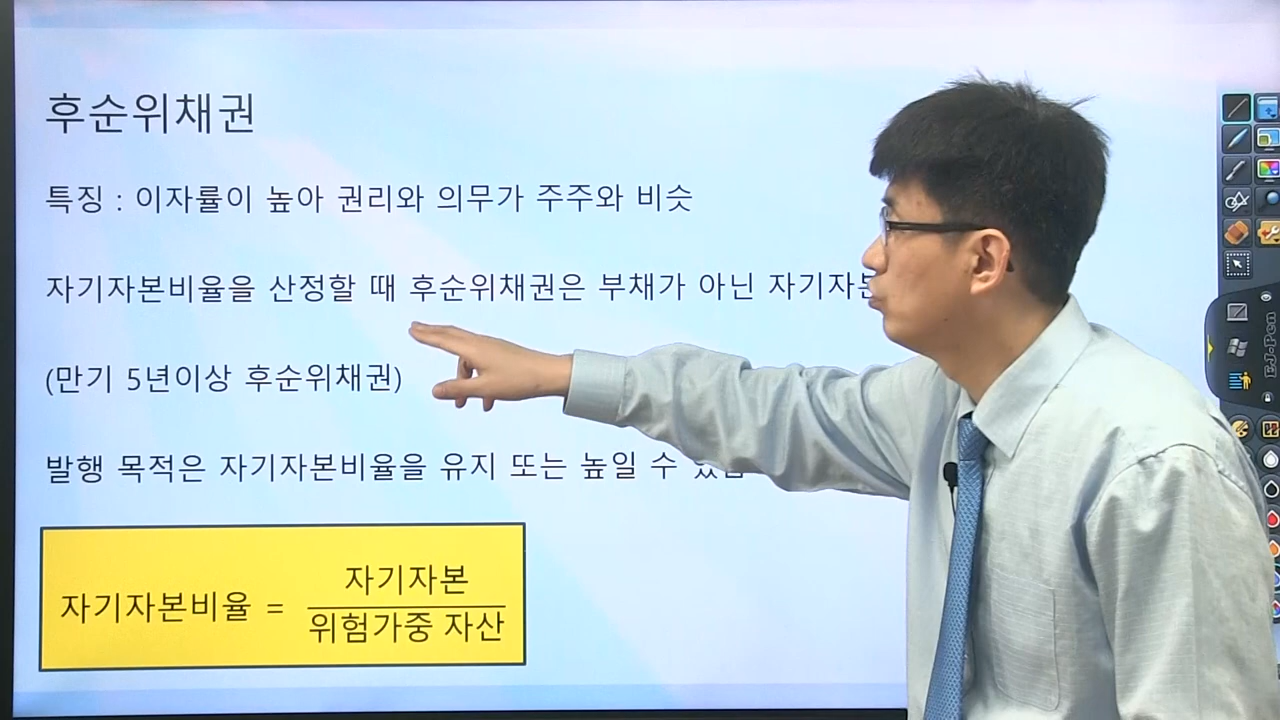 후순위채권
특징 : 이자률이 높아 권리와 의무가 주주와 비슷
자기자본비율을 산정할 때 후순위채권은 부채가 아닌
(만기 5년이상 후순위채권)
발행 목적은 자기자본비율을 유지 또는 높일 수
자기자본비율 = 자기자본
위험가중 자산
EJ-Pen